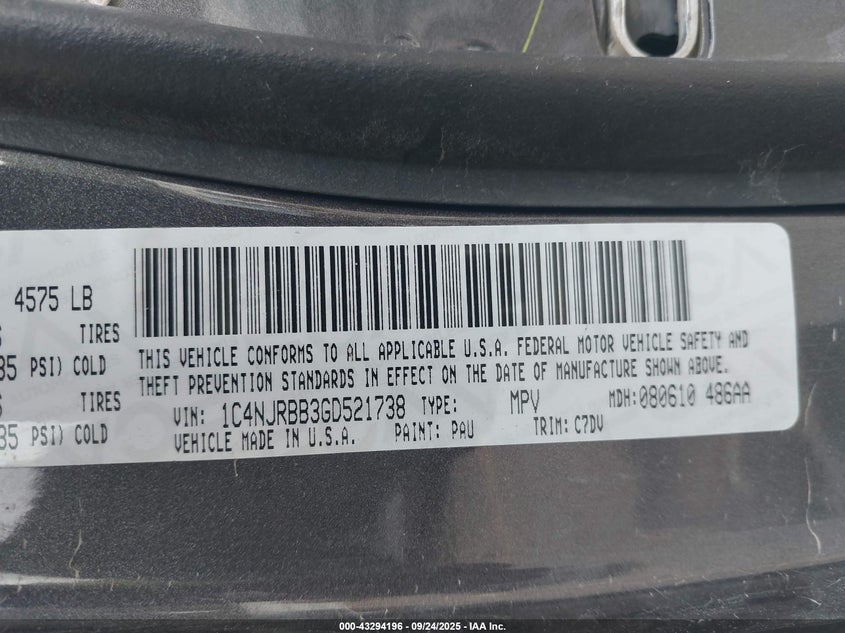 4575 LB
TIRES
35 PSI) COLD
TIRES
35 PSI) COLD
THIS VEHICLE CONFORMS TO ALL APPLICABLE U.S.A. FEDERAL MOTOR VEHICLE SAFETY AND
THEFT PREVENTION STANDARDS IN EFFECT ON THE DATE OF MANUFACTURE SHOWN ABOVE.
VIN: 1C4NJRBB3GD521738 TYPE: MPV MDH: 080610 486AA
VEHICLE MADE IN U.S.A. PAINT: PAU TRIM: C7DV
000-43294196 - 09/24/2025 - IAA Inc.